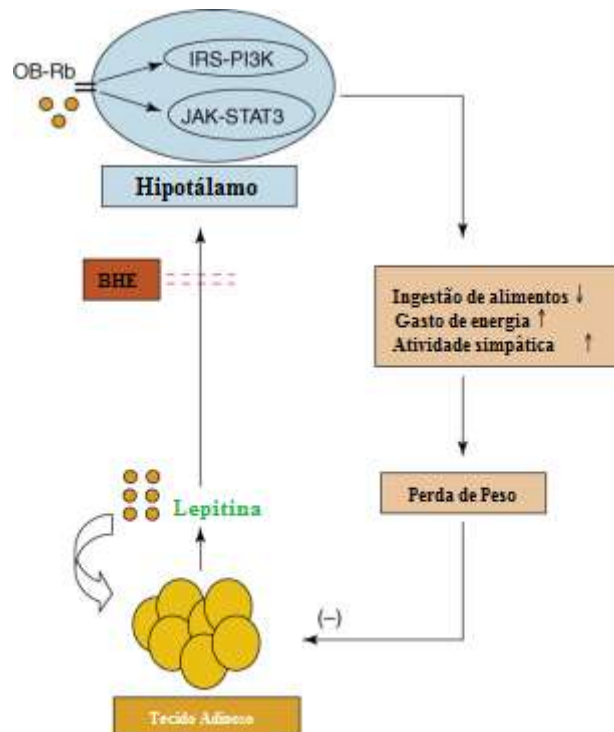 OB-Rb
IRS-PI3K
JAK-STAT3
Hipotálamo
BHE
Ingestão de alimentos ↓
Gasto de energia ↑
Atividade simpática ↑
Lepitina
Perda de Peso
(–)
Tecido Adiposo